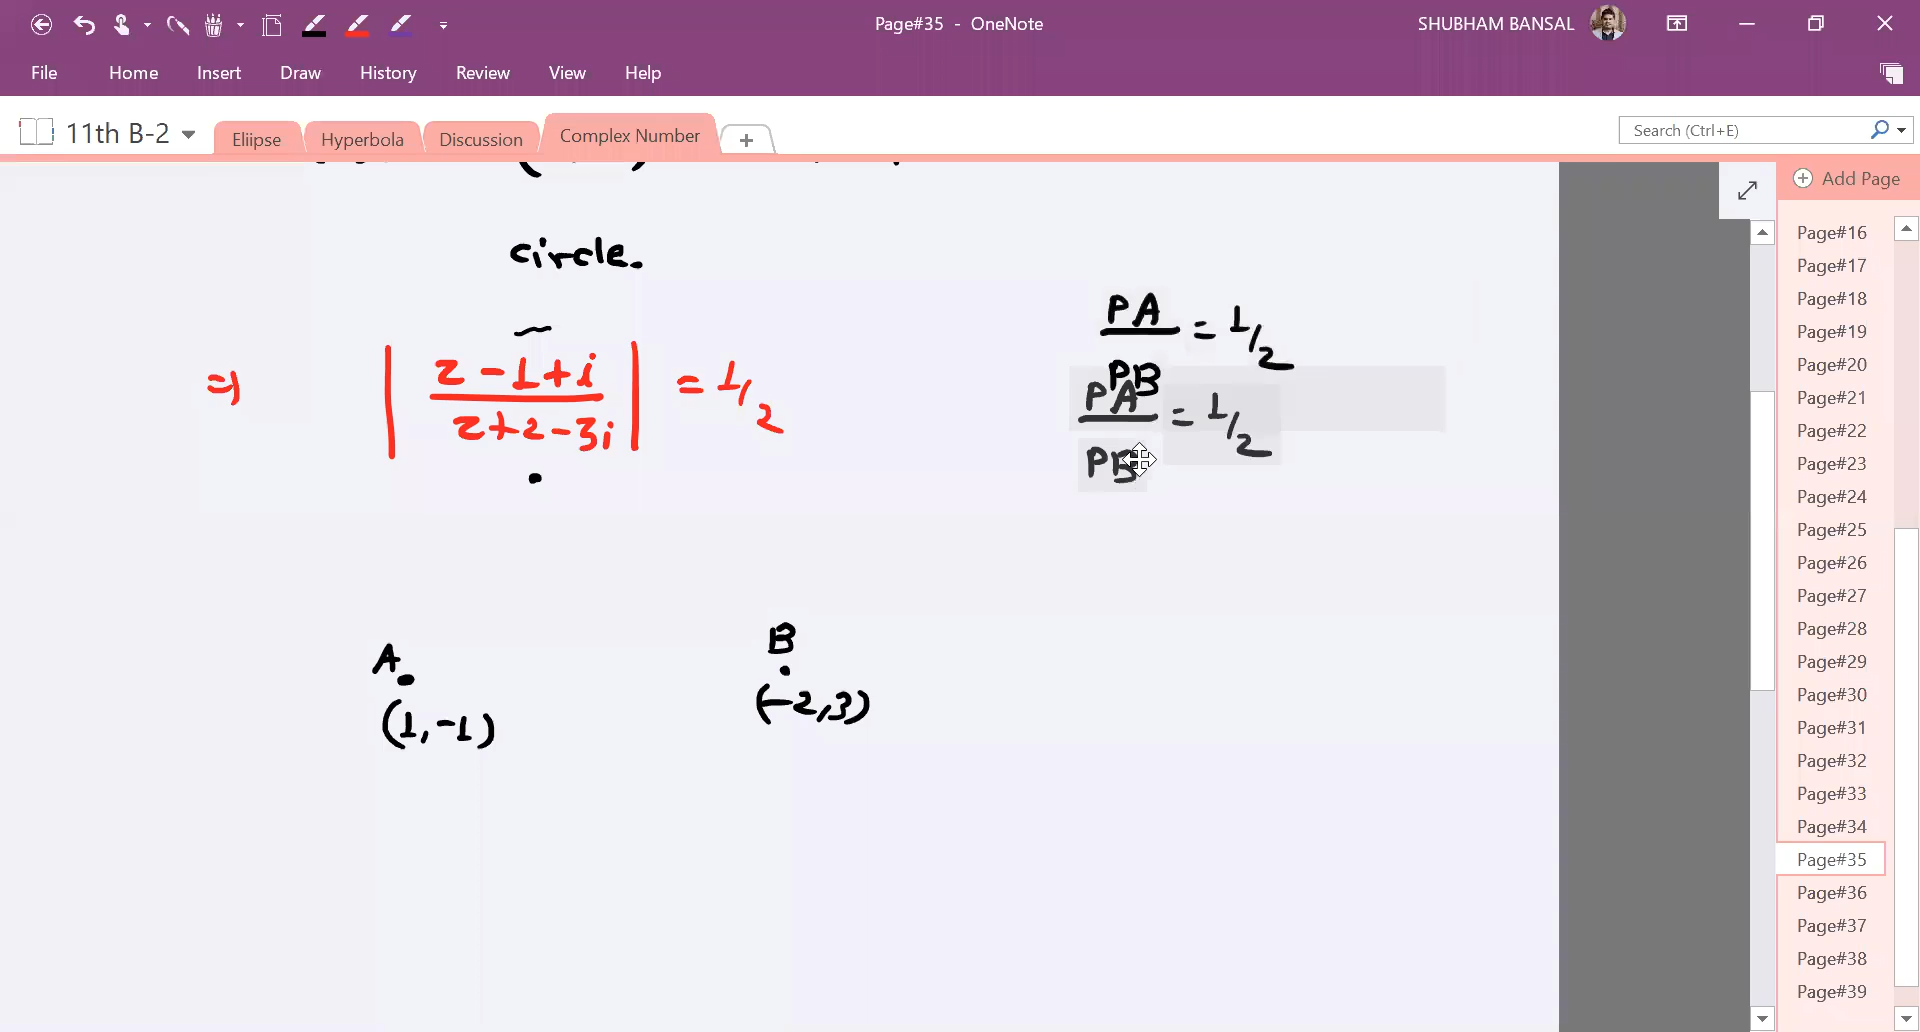 Page#35 - OneNote
SHUBHAM BANSAL
File Home Insert Draw History Review View Help
11th B-2
Eliipse Hyperbola Discussion Complex Number
Search (Ctrl+E)
Add Page
circle.
=> | z - 1 + i / z + 2 - 3i | = 1/2
PA / PB = 1/2
PA / PB = 1/2
A
(1, -1)
B
(-2, 3)
Page#16
Page#17
Page#18
Page#19
Page#20
Page#21
Page#22
Page#23
Page#24
Page#25
Page#26
Page#27
Page#28
Page#29
Page#30
Page#31
Page#32
Page#33
Page#34
Page#35
Page#36
Page#37
Page#38
Page#39